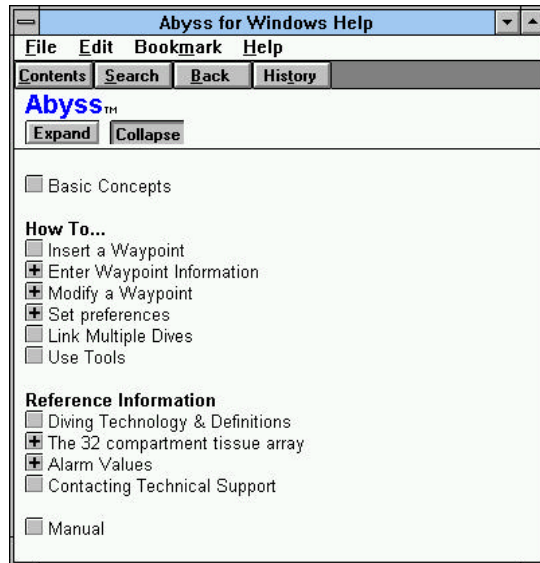 Abyss for Windows Help
File Edit Bookmark Help
Contents Search Back History
Abyss™
Expand Collapse
Basic Concepts
How To...
Insert a Waypoint
Enter Waypoint Information
Modify a Waypoint
Set preferences
Link Multiple Dives
Use Tools
Reference Information
Diving Technology & Definitions
The 32 compartment tissue array
Alarm Values
Contacting Technical Support
Manual